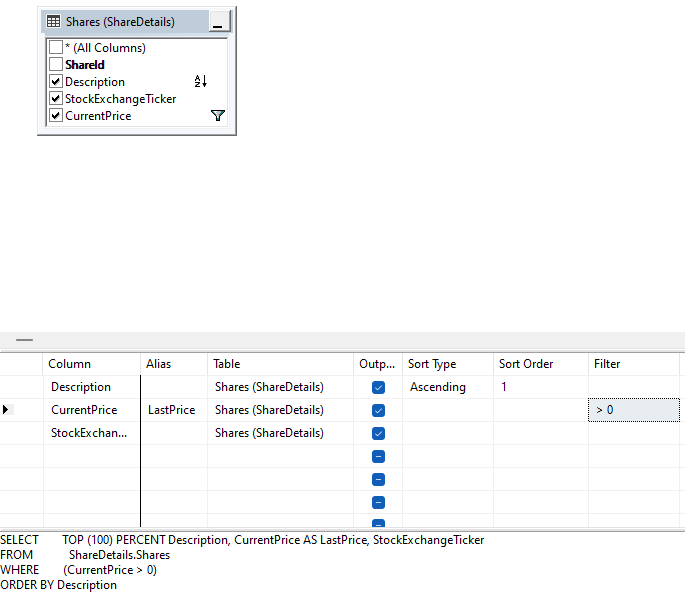 Shares (ShareDetails)
* (All Columns)
ShareId
Description
StockExchangeTicker
CurrentPrice
Column Alias Table Outp... Sort Type Sort Order Filter
Description Shares (ShareDetails) Ascending 1
CurrentPrice LastPrice Shares (ShareDetails) > 0
StockExchan... Shares (ShareDetails)
SELECT TOP (100) PERCENT Description, CurrentPrice AS LastPrice, StockExchangeTicker
FROM ShareDetails.Shares
WHERE (CurrentPrice > 0)
ORDER BY Description